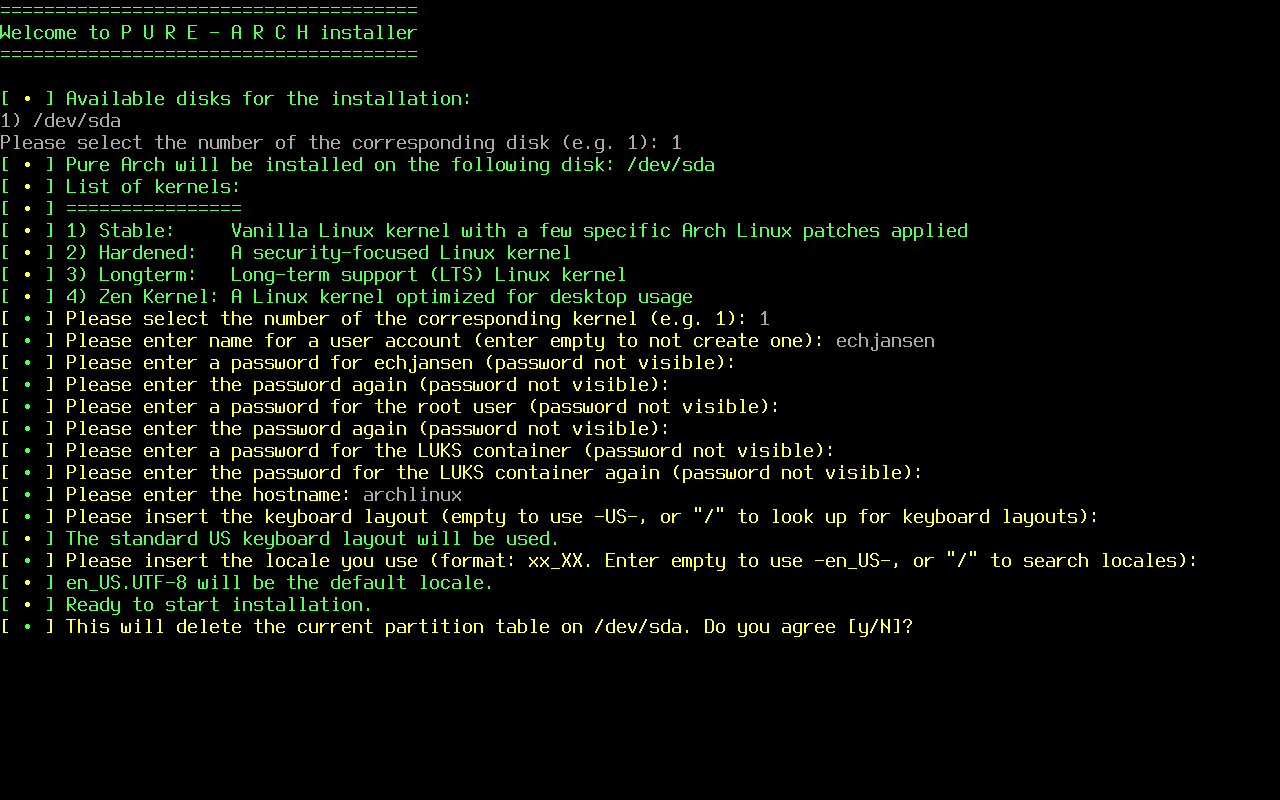 ======================================
Welcome to P U R E - A R C H installer
======================================
[ • ] Available disks for the installation:
1) /dev/sda
Please select the number of the corresponding disk (e.g. 1): 1
[ • ] Pure Arch will be installed on the following disk: /dev/sda
[ • ] List of kernels:
[ • ] ================
[ • ] 1) Stable:     Vanilla Linux kernel with a few specific Arch Linux patches applied
[ • ] 2) Hardened:   A security-focused Linux kernel
[ • ] 3) Longterm:   Long-term support (LTS) Linux kernel
[ • ] 4) Zen Kernel: A Linux kernel optimized for desktop usage
[ • ] Please select the number of the corresponding kernel (e.g. 1): 1
[ • ] Please enter name for a user account (enter empty to not create one): echjansen
[ • ] Please enter a password for echjansen (password not visible):
[ • ] Please enter the password again (password not visible):
[ • ] Please enter a password for the root user (password not visible):
[ • ] Please enter the password again (password not visible):
[ • ] Please enter a password for the LUKS container (password not visible):
[ • ] Please enter the password for the LUKS container again (password not visible):
[ • ] Please enter the hostname: archlinux
[ • ] Please insert the keyboard layout (empty to use -US-, or "/" to look up for keyboard layouts):
[ • ] The standard US keyboard layout will be used.
[ • ] Please insert the locale you use (format: xx_XX. Enter empty to use -en_US-, or "/" to search locales):
[ • ] en_US.UTF-8 will be the default locale.
[ • ] Ready to start installation.
[ • ] This will delete the current partition table on /dev/sda. Do you agree [y/N]?